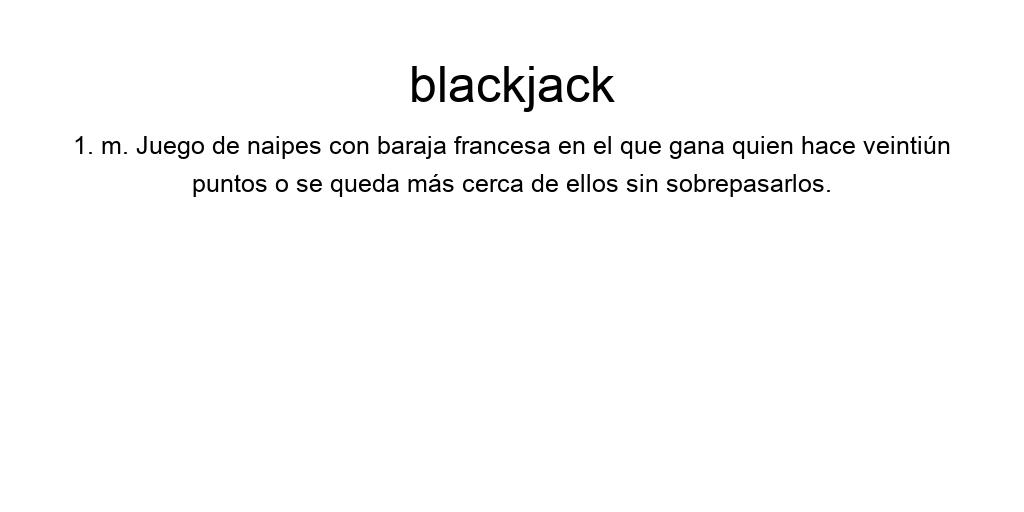 blackjack
1. m. Juego de naipes con baraja francesa en el que gana quien hace veintiún
puntos o se queda más cerca de ellos sin sobrepasarlos.